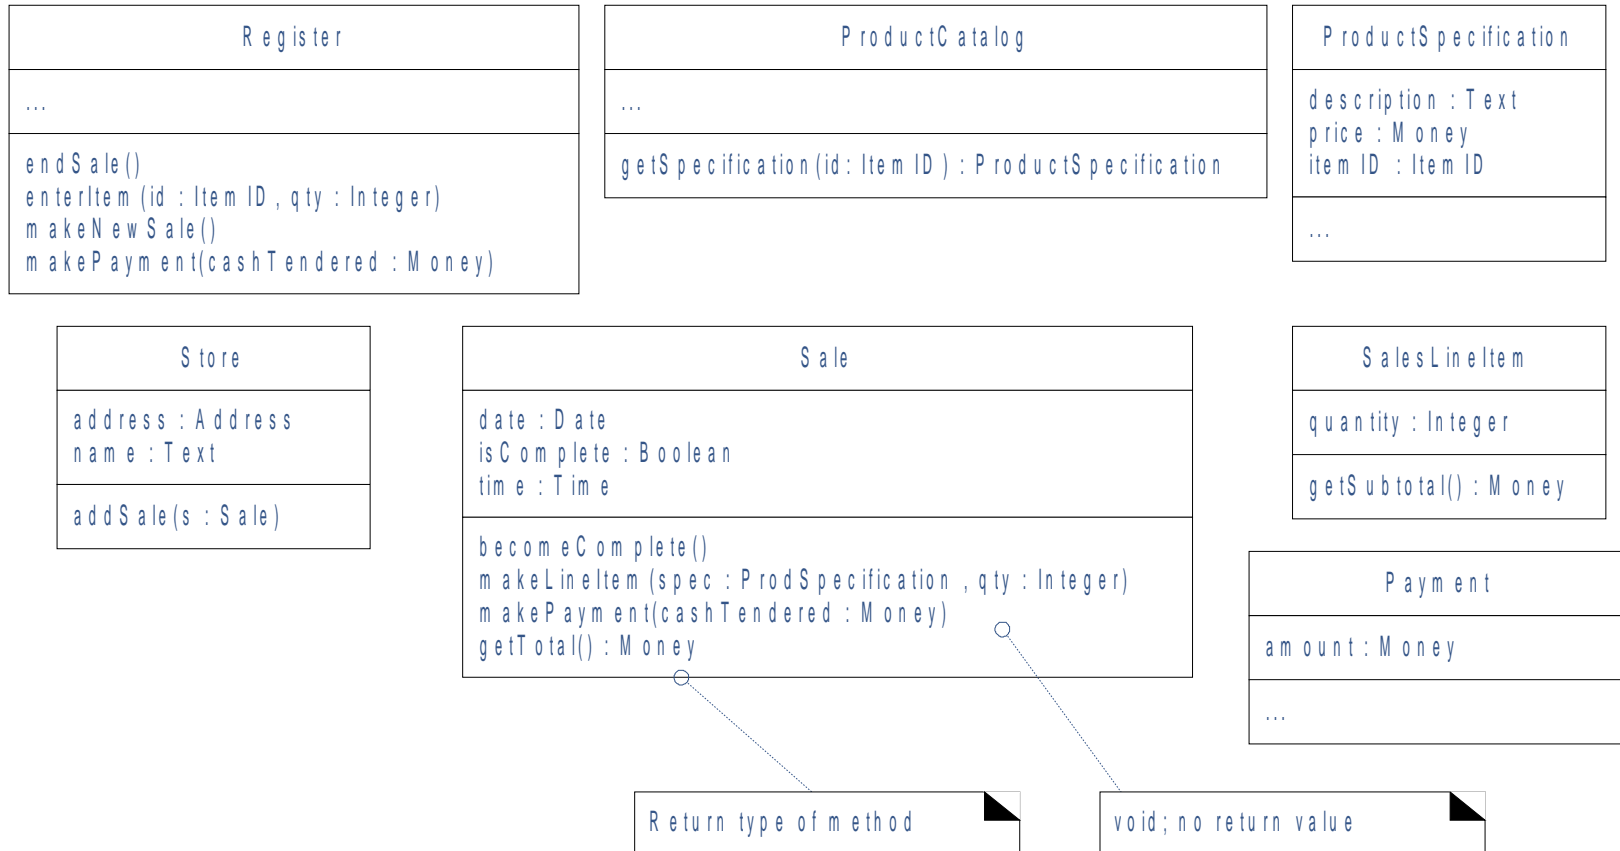 Register
...
endSale()
enterItem(id : ItemID, qty : Integer)
makeNewSale()
makePayment(cashTendered : Money)
ProductCatalog
...
getSpecification(id: ItemID) : ProductSpecification
ProductSpecification
description : Text
price : Money
itemID : ItemID
...
Store
address : Address
name : Text
addSale(s : Sale)
Sale
date : Date
isComplete : Boolean
time : Time
becomeComplete()
makeLineItem(spec : ProdSpecification , qty : Integer)
makePayment(cashTendered : Money)
getTotal() : Money
SalesLineItem
quantity : Integer
getSubtotal() : Money
Payment
amount : Money
...
Return type of method
void; no return value